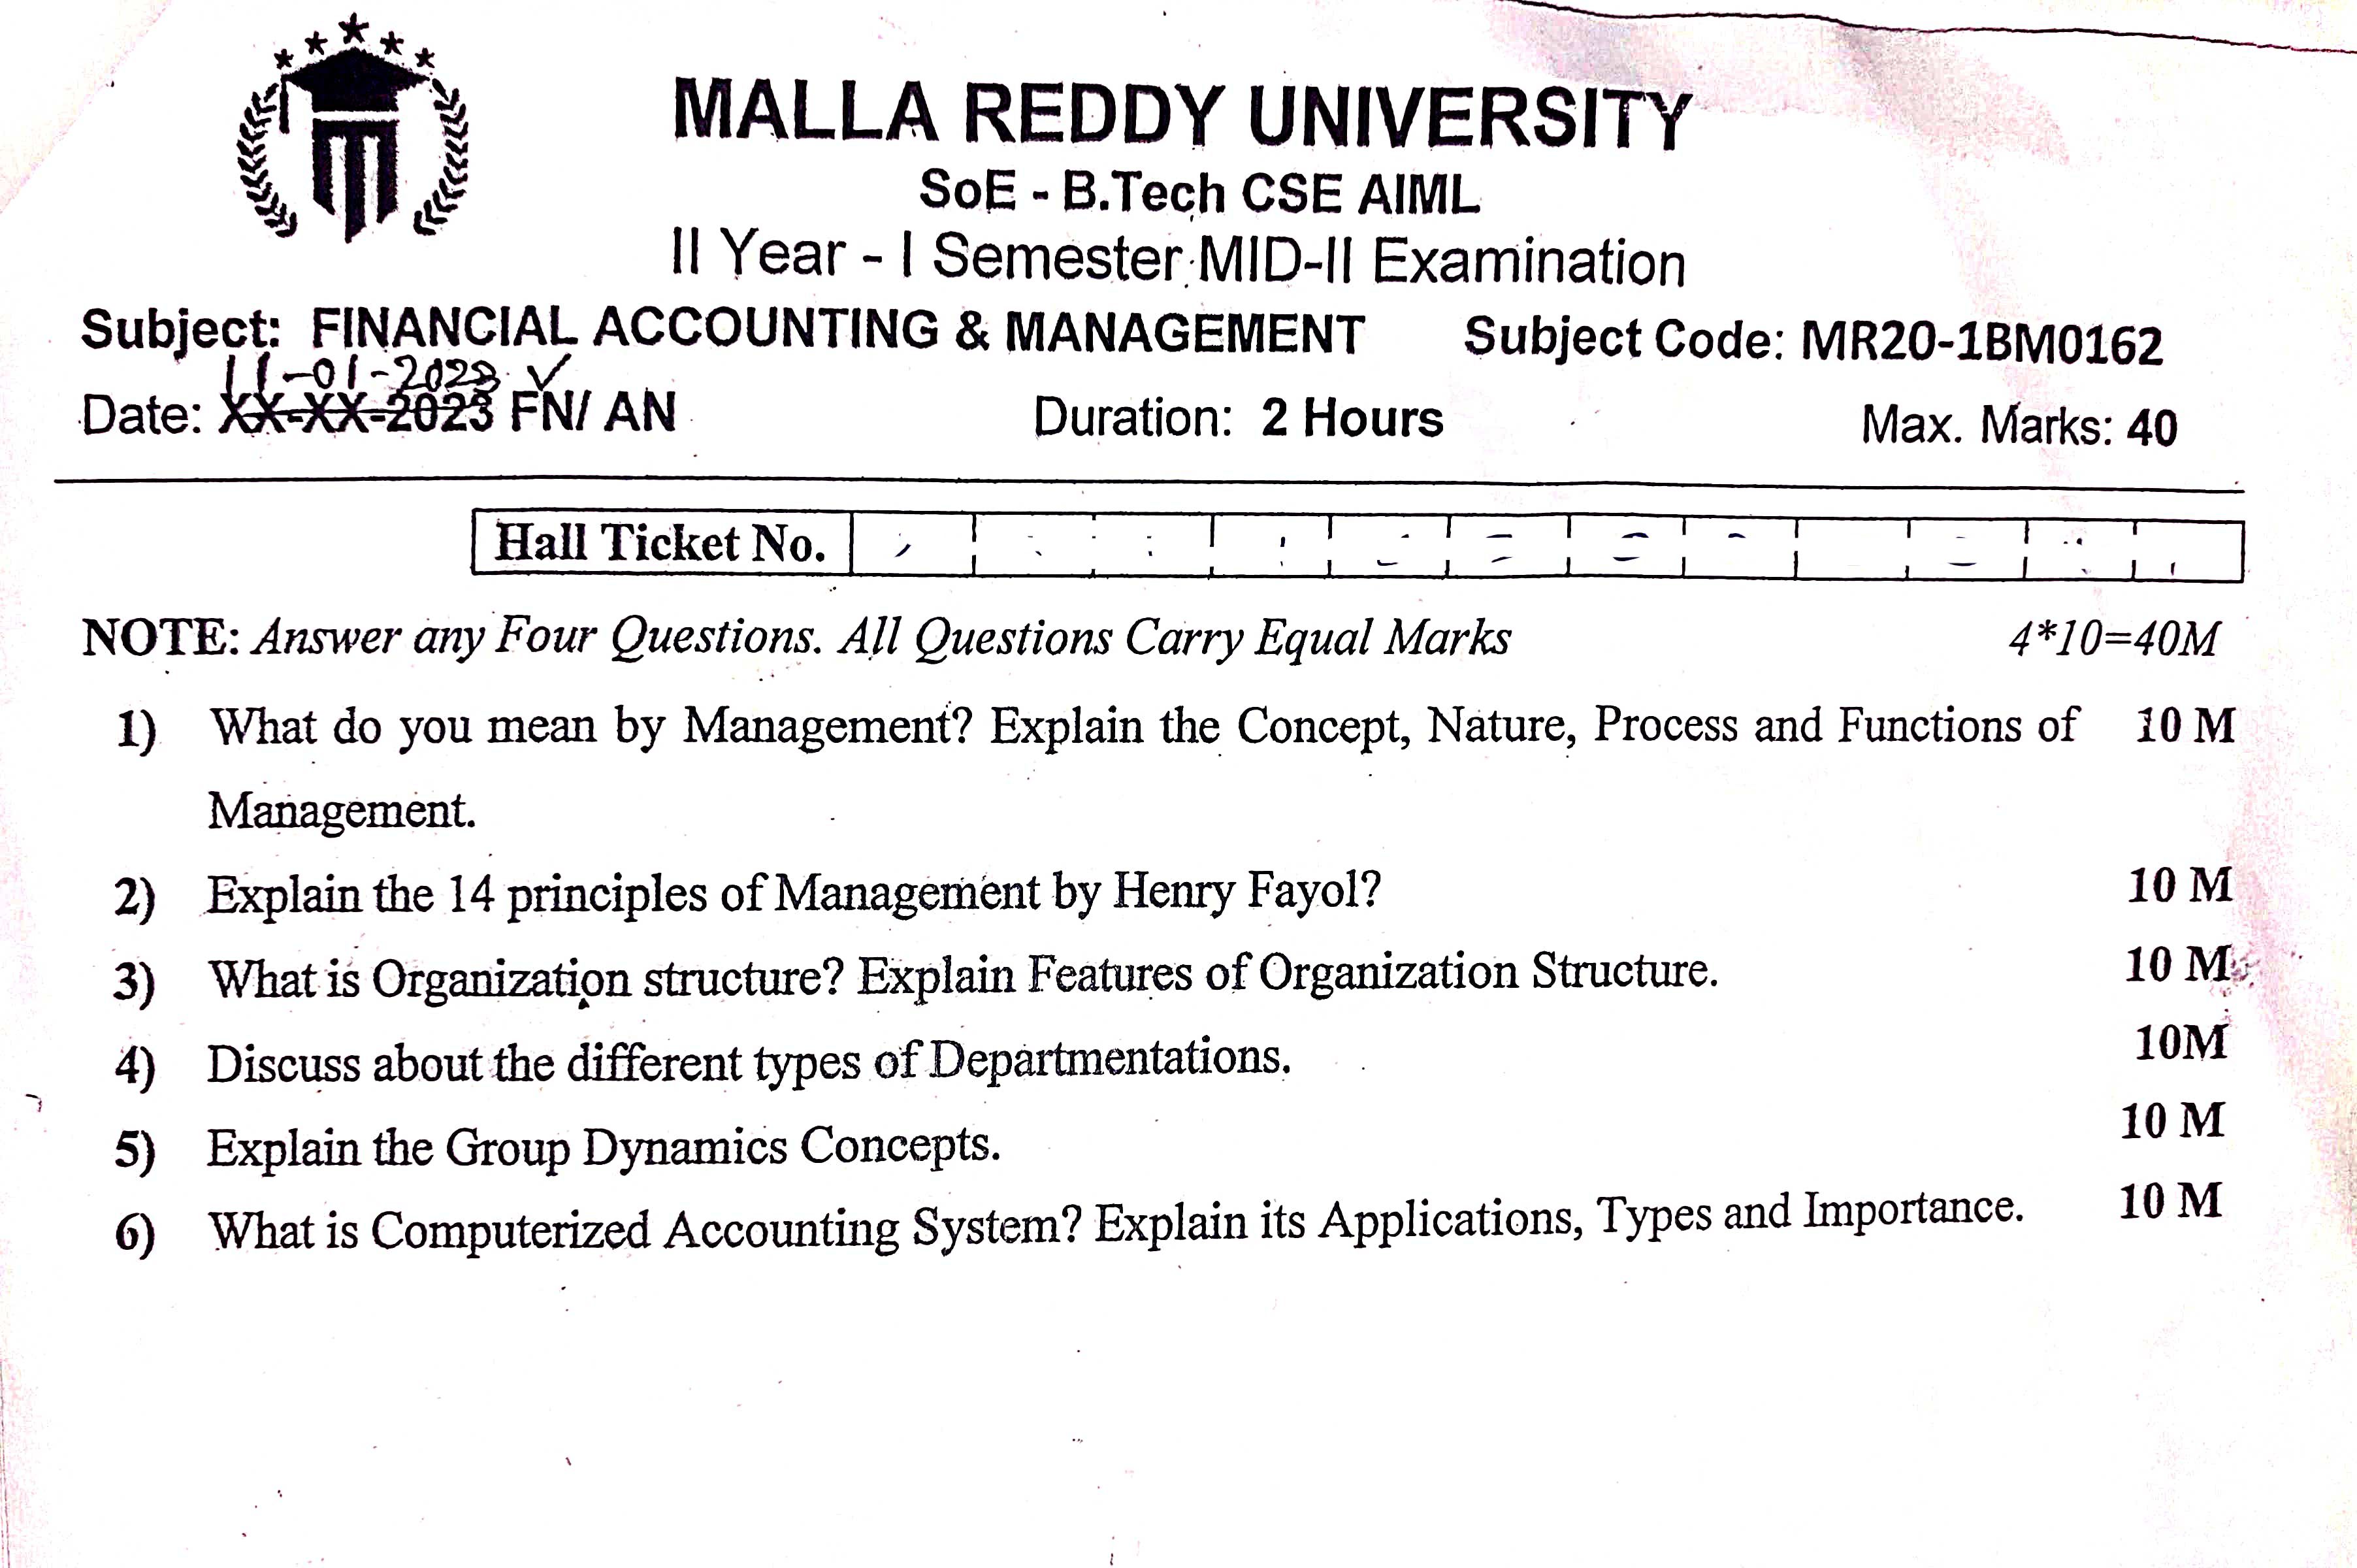 MALLA REDDY UNIVERSITY
SoE - B.Tech CSE AIML
II Year - I Semester MID-II Examination
Subject: FINANCIAL ACCOUNTING & MANAGEMENT Subject Code: MR20-1BM0162
11-01-2023 ✓
Date: XX-XX-2023 FN/ AN Duration: 2 Hours Max. Marks: 40
Hall Ticket No.
NOTE: Answer any Four Questions. All Questions Carry Equal Marks 4*10=40M
1) What do you mean by Management? Explain the Concept, Nature, Process and Functions of 10 M
Management.
2) Explain the 14 principles of Management by Henry Fayol? 10 M
3) What is Organization structure? Explain Features of Organization Structure. 10 M
4) Discuss about the different types of Departmentations. 10M
5) Explain the Group Dynamics Concepts. 10 M
6) What is Computerized Accounting System? Explain its Applications, Types and Importance. 10 M